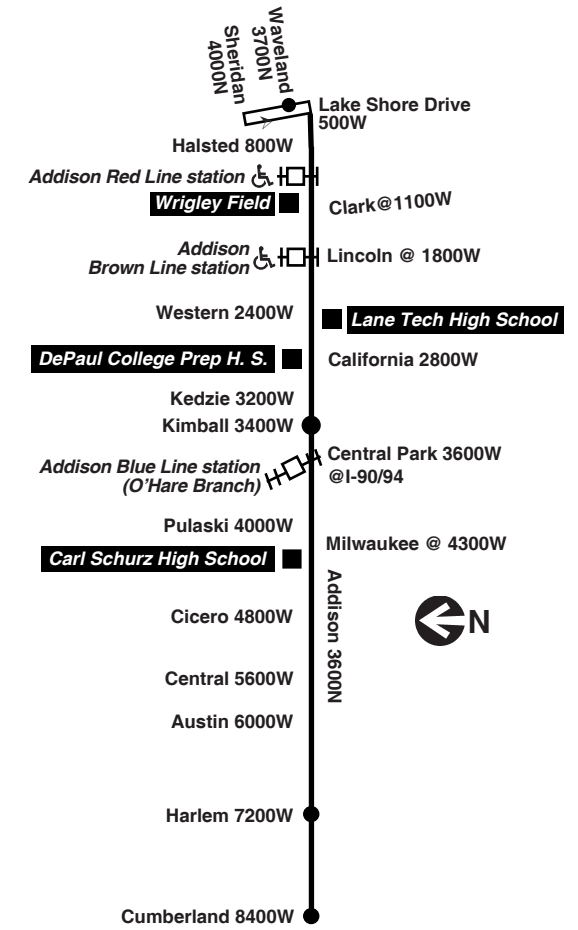 Waveland
3700N
Sheridan
4000N
Lake Shore Drive
500W
Halsted 800W
Addison Red Line station
Wrigley Field
Clark@1100W
Addison
Brown Line station
Lincoln @ 1800W
Western 2400W
Lane Tech High School
DePaul College Prep H. S.
California 2800W
Kedzie 3200W
Kimball 3400W
Central Park 3600W
@I-90/94
Addison Blue Line station
(O'Hare Branch)
Pulaski 4000W
Milwaukee @ 4300W
Carl Schurz High School
Addison 3600N
Cicero 4800W
N
Central 5600W
Austin 6000W
Harlem 7200W
Cumberland 8400W